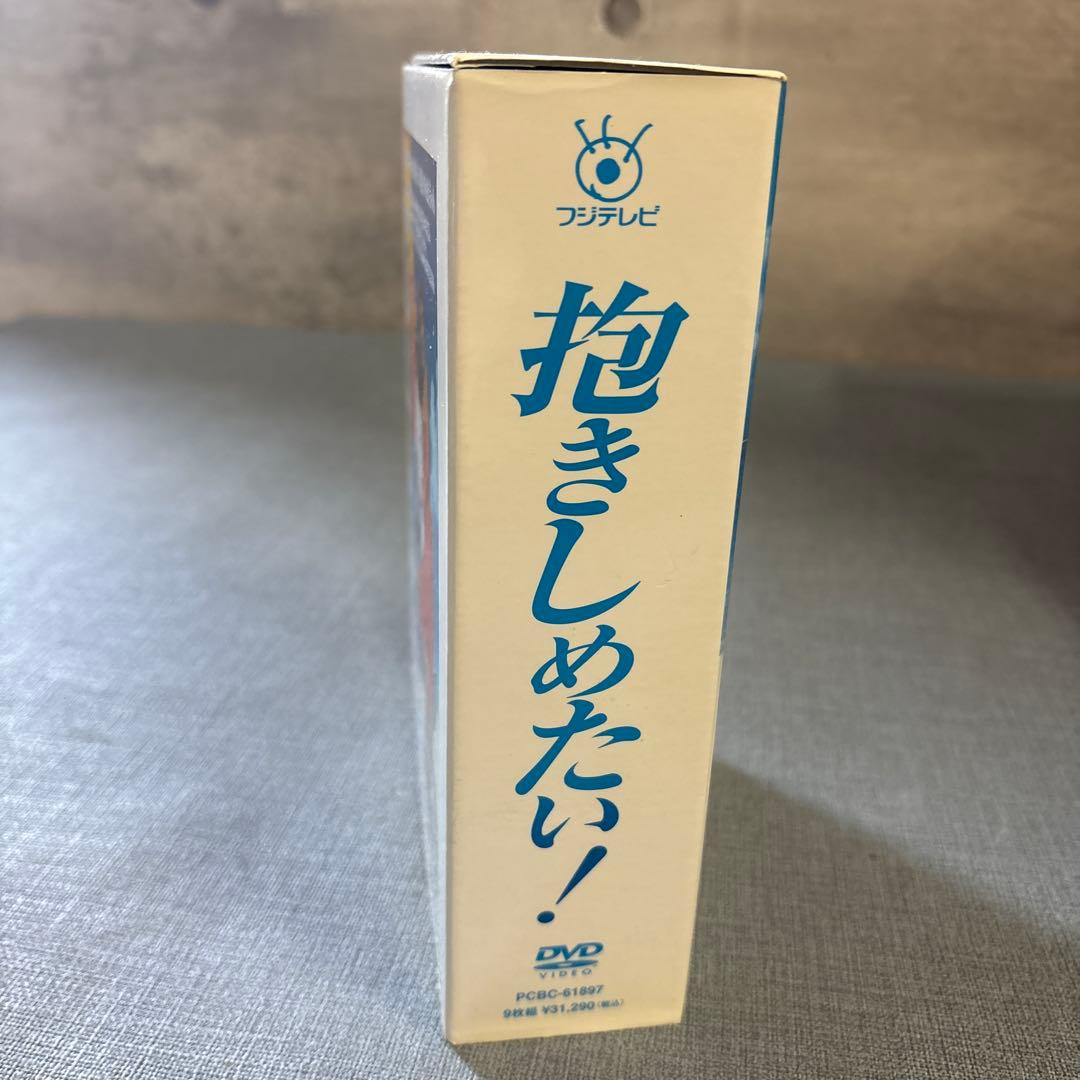 フジテレビ
抱きしめたい!
DVD
VIDEO
PCBC-61897
9枚組 ¥31,290(税込)